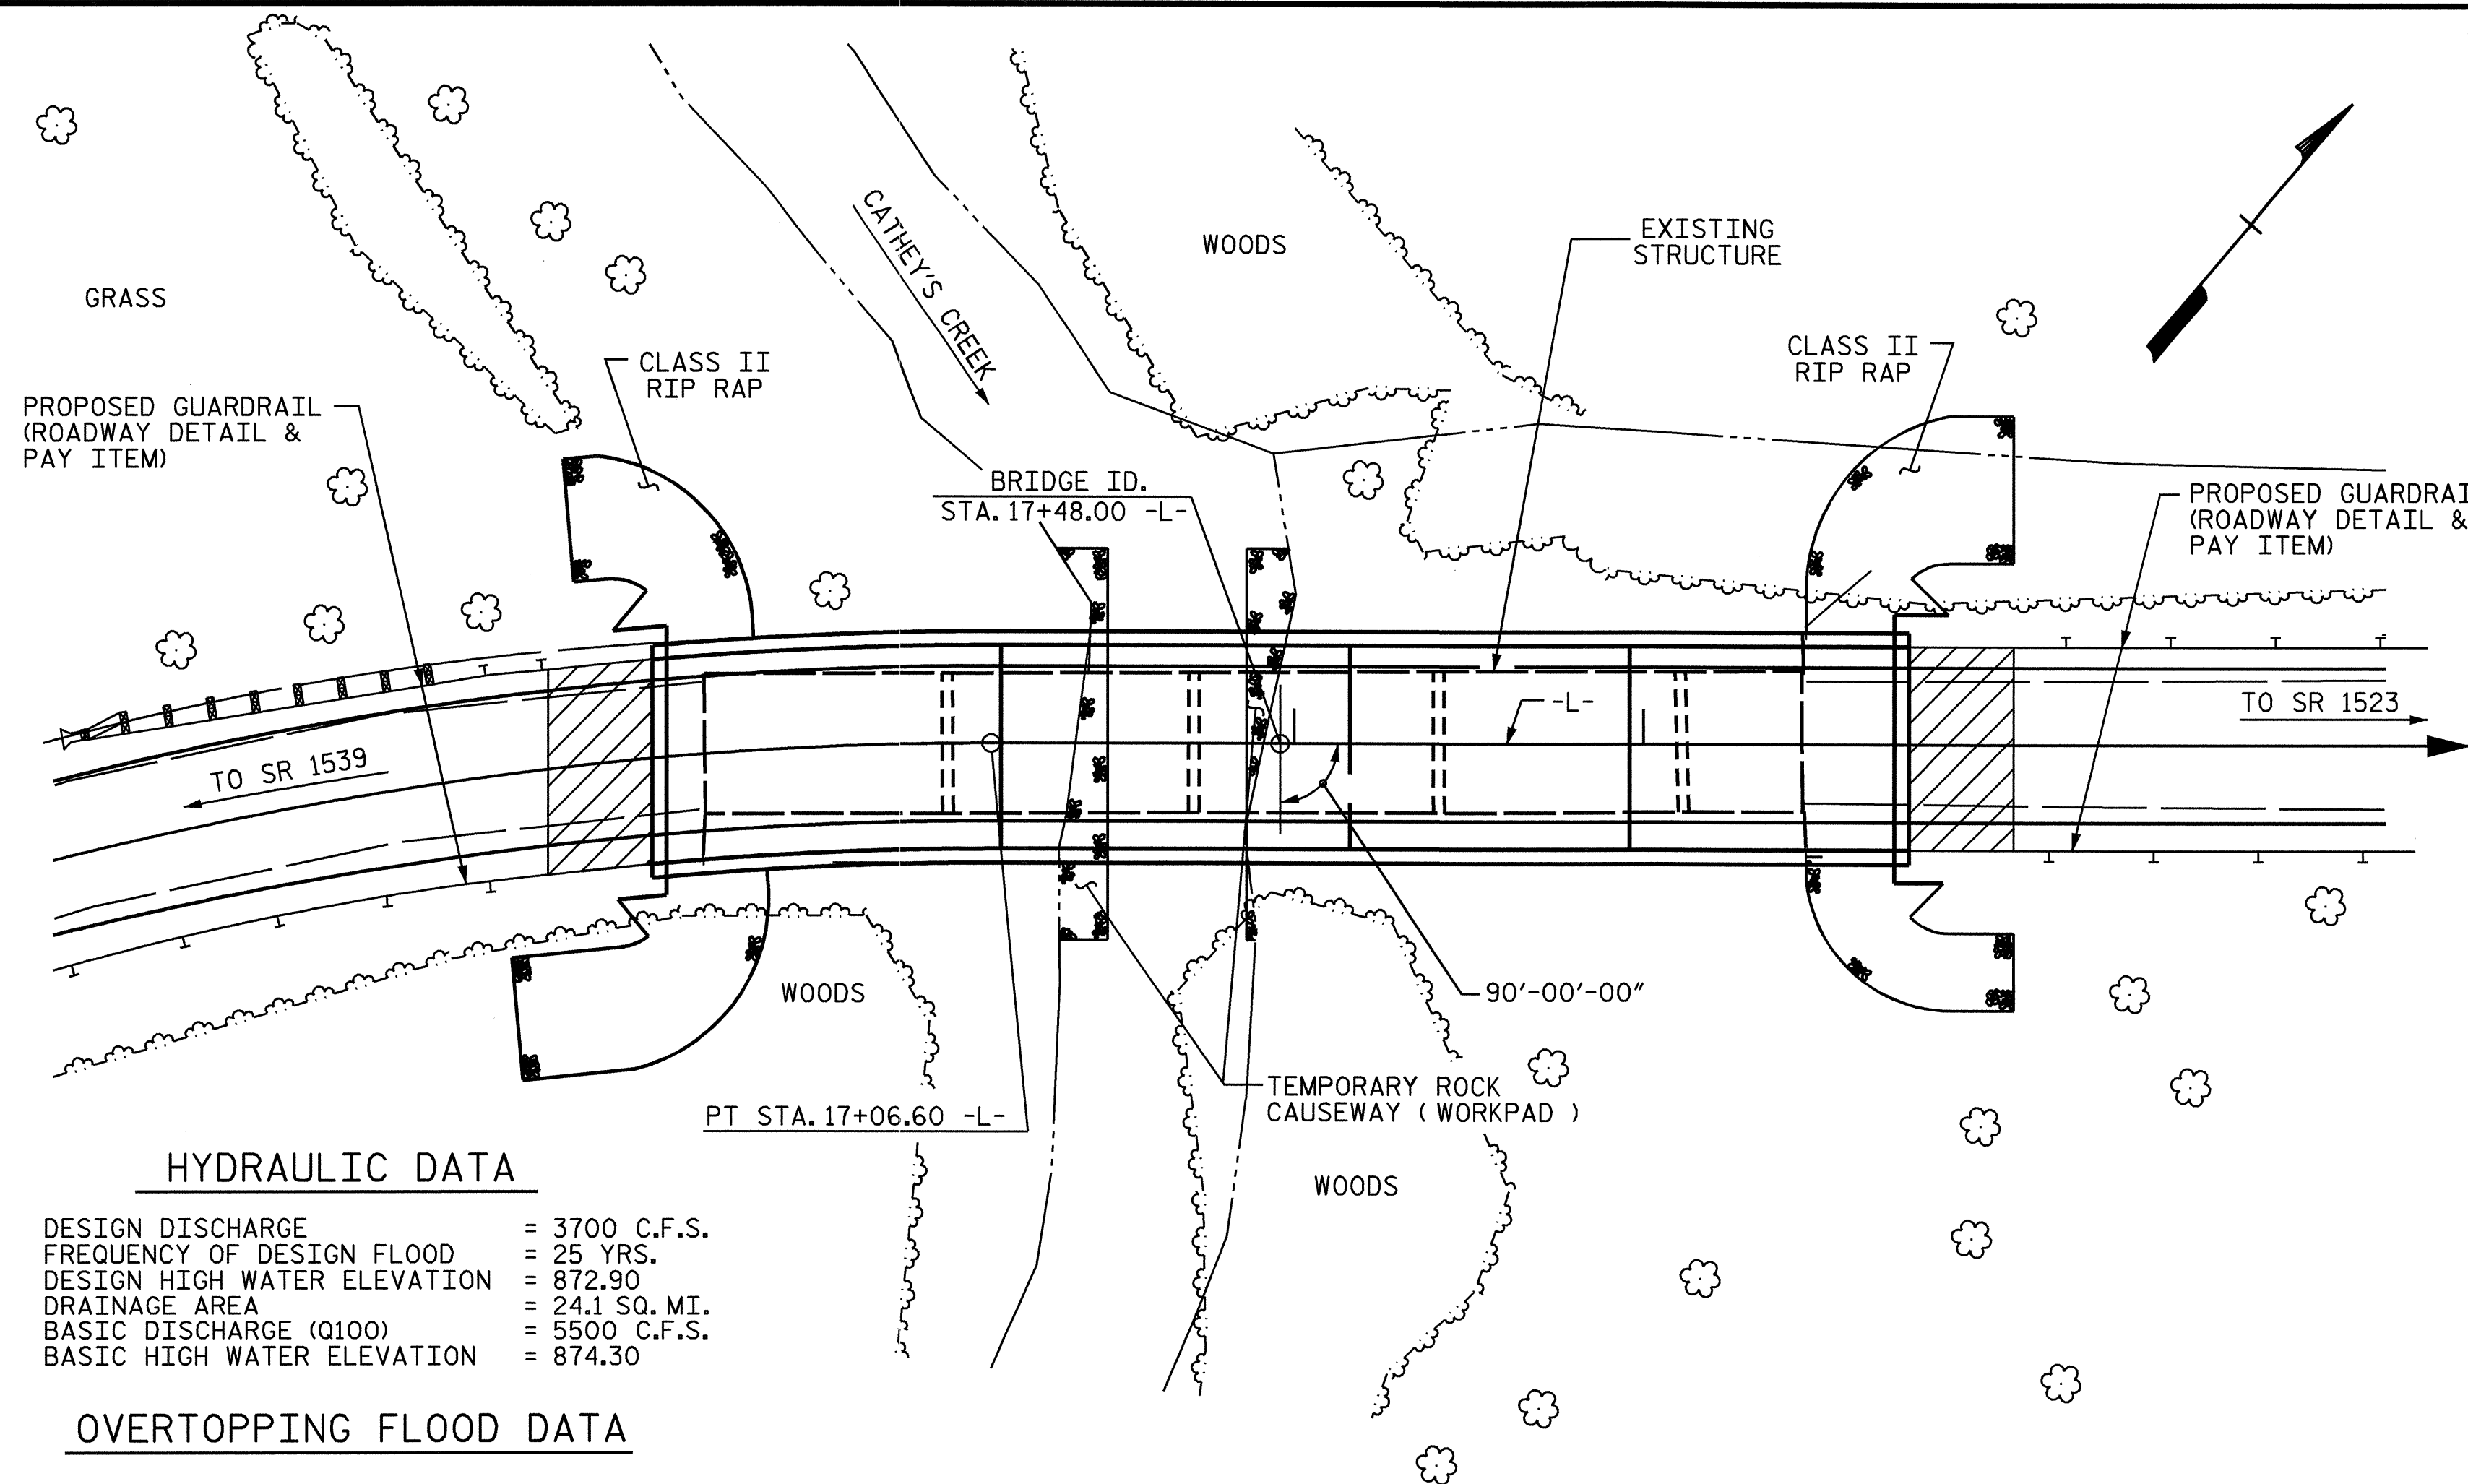 GRASS
WOODS
CATHEY'S CREEK
EXISTING
STRUCTURE
CLASS II
RIP RAP
CLASS II
RIP RAP
PROPOSED GUARDRAIL
(ROADWAY DETAIL &
PAY ITEM)
BRIDGE ID.
STA. 17+48.00 -L-
PROPOSED GUARDRAI
(ROADWAY DETAIL &
PAY ITEM)
-L-
TO SR 1523
TO SR 1539
WOODS
90'-00'-00"
TEMPORARY ROCK
CAUSEWAY ( WORKPAD )
PT STA. 17+06.60 -L-
WOODS
HYDRAULIC DATA
DESIGN DISCHARGE = 3700 C.F.S.
FREQUENCY OF DESIGN FLOOD = 25 YRS.
DESIGN HIGH WATER ELEVATION = 872.90
DRAINAGE AREA = 24.1 SQ. MI.
BASIC DISCHARGE (Q100) = 5500 C.F.S.
BASIC HIGH WATER ELEVATION = 874.30
OVERTOPPING FLOOD DATA